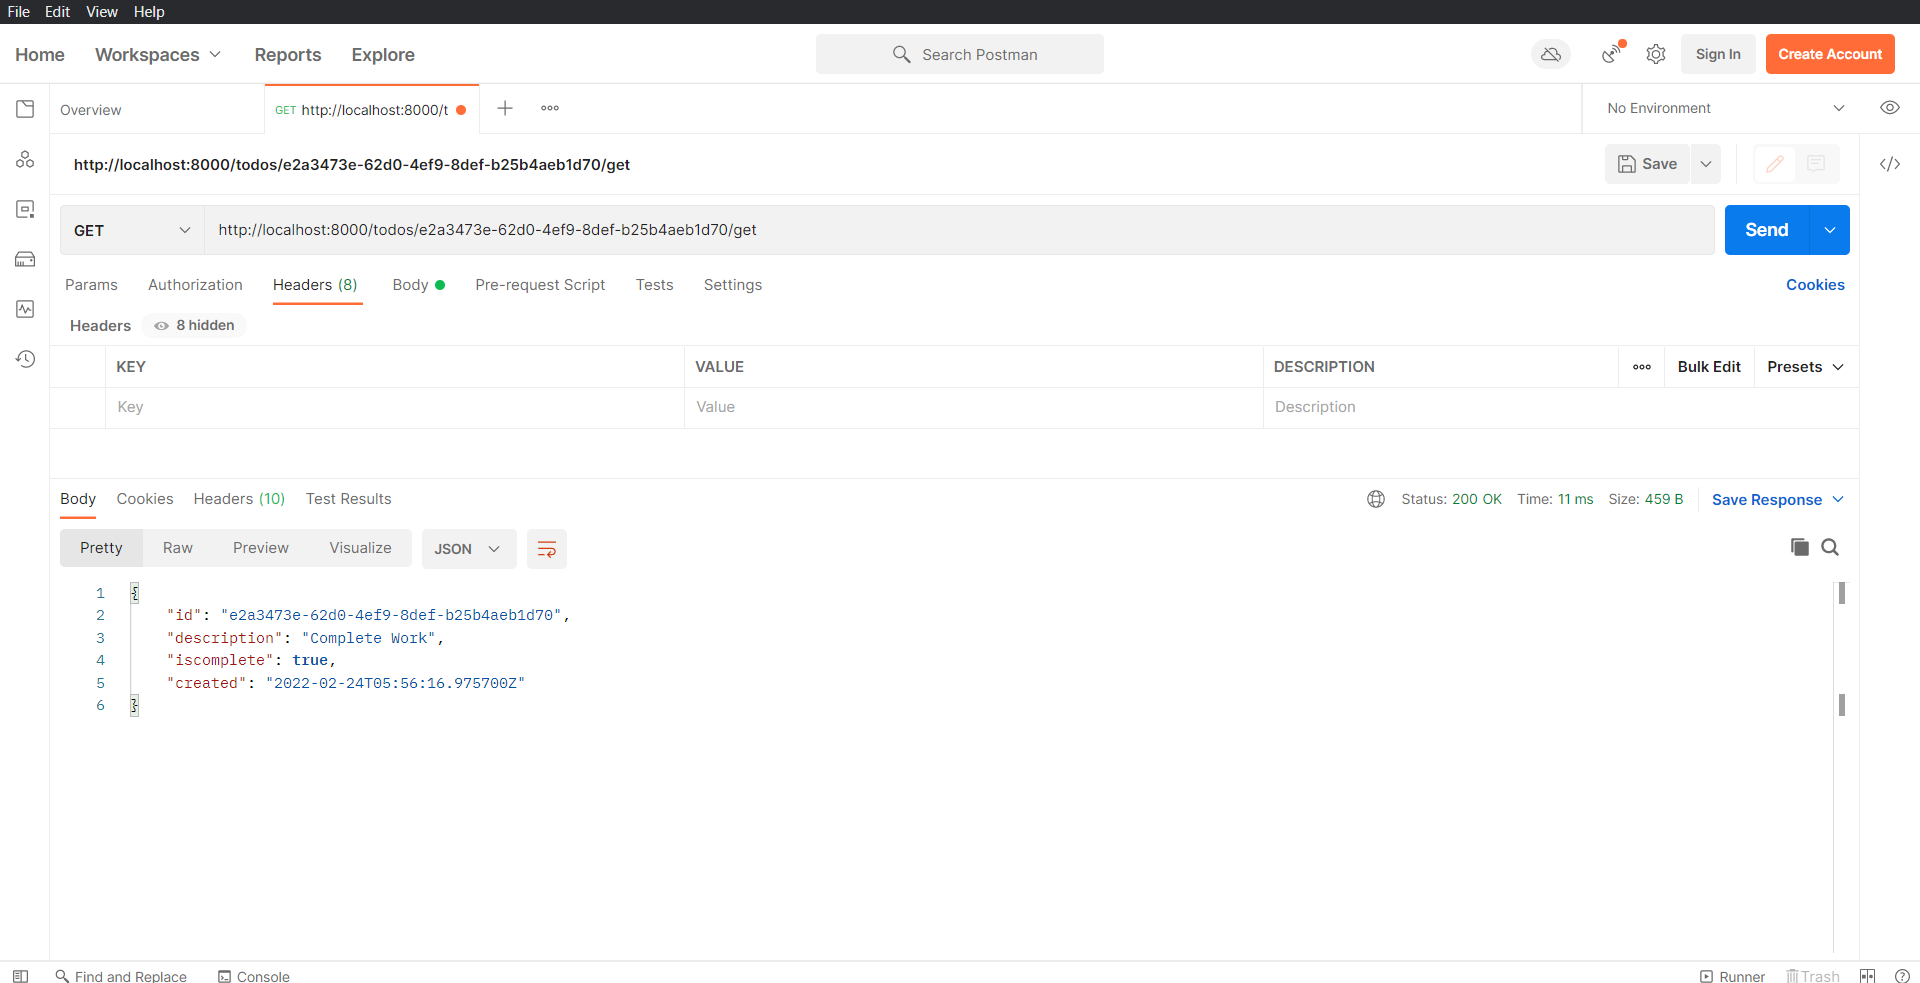 File Edit View Help
Home Workspaces Reports Explore Search Postman Sign In Create Account
Overview GET http://localhost:8000/t No Environment
http://localhost:8000/todos/e2a3473e-62d0-4ef9-8def-b25b4aeb1d70/get Save
GET http://localhost:8000/todos/e2a3473e-62d0-4ef9-8def-b25b4aeb1d70/get Send
Params Authorization Headers (8) Body Pre-request Script Tests Settings Cookies
Headers 8 hidden
KEY VALUE DESCRIPTION Bulk Edit Presets
Key Value Description
Body Cookies Headers (10) Test Results Status: 200 OK Time: 11 ms Size: 459 B Save Response
Pretty Raw Preview Visualize JSON
1 {
2 "id": "e2a3473e-62d0-4ef9-8def-b25b4aeb1d70",
3 "description": "Complete Work",
4 "iscomplete": true,
5 "created": "2022-02-24T05:56:16.975700Z"
6 }
Find and Replace Console Runner Trash